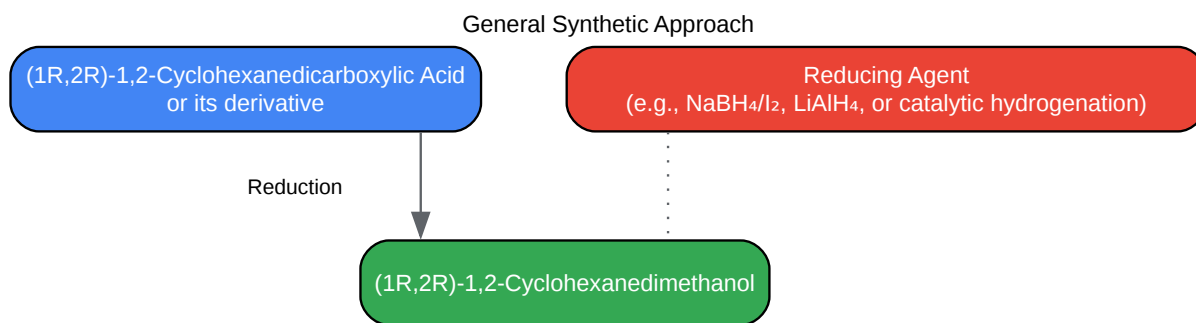 General Synthetic Approach
(1R,2R)-1,2-Cyclohexanedicarboxylic Acid
or its derivative
Reducing Agent
(e.g., NaBH₄/I₂, LiAlH₄, or catalytic hydrogenation)
Reduction
(1R,2R)-1,2-Cyclohexanedimethanol